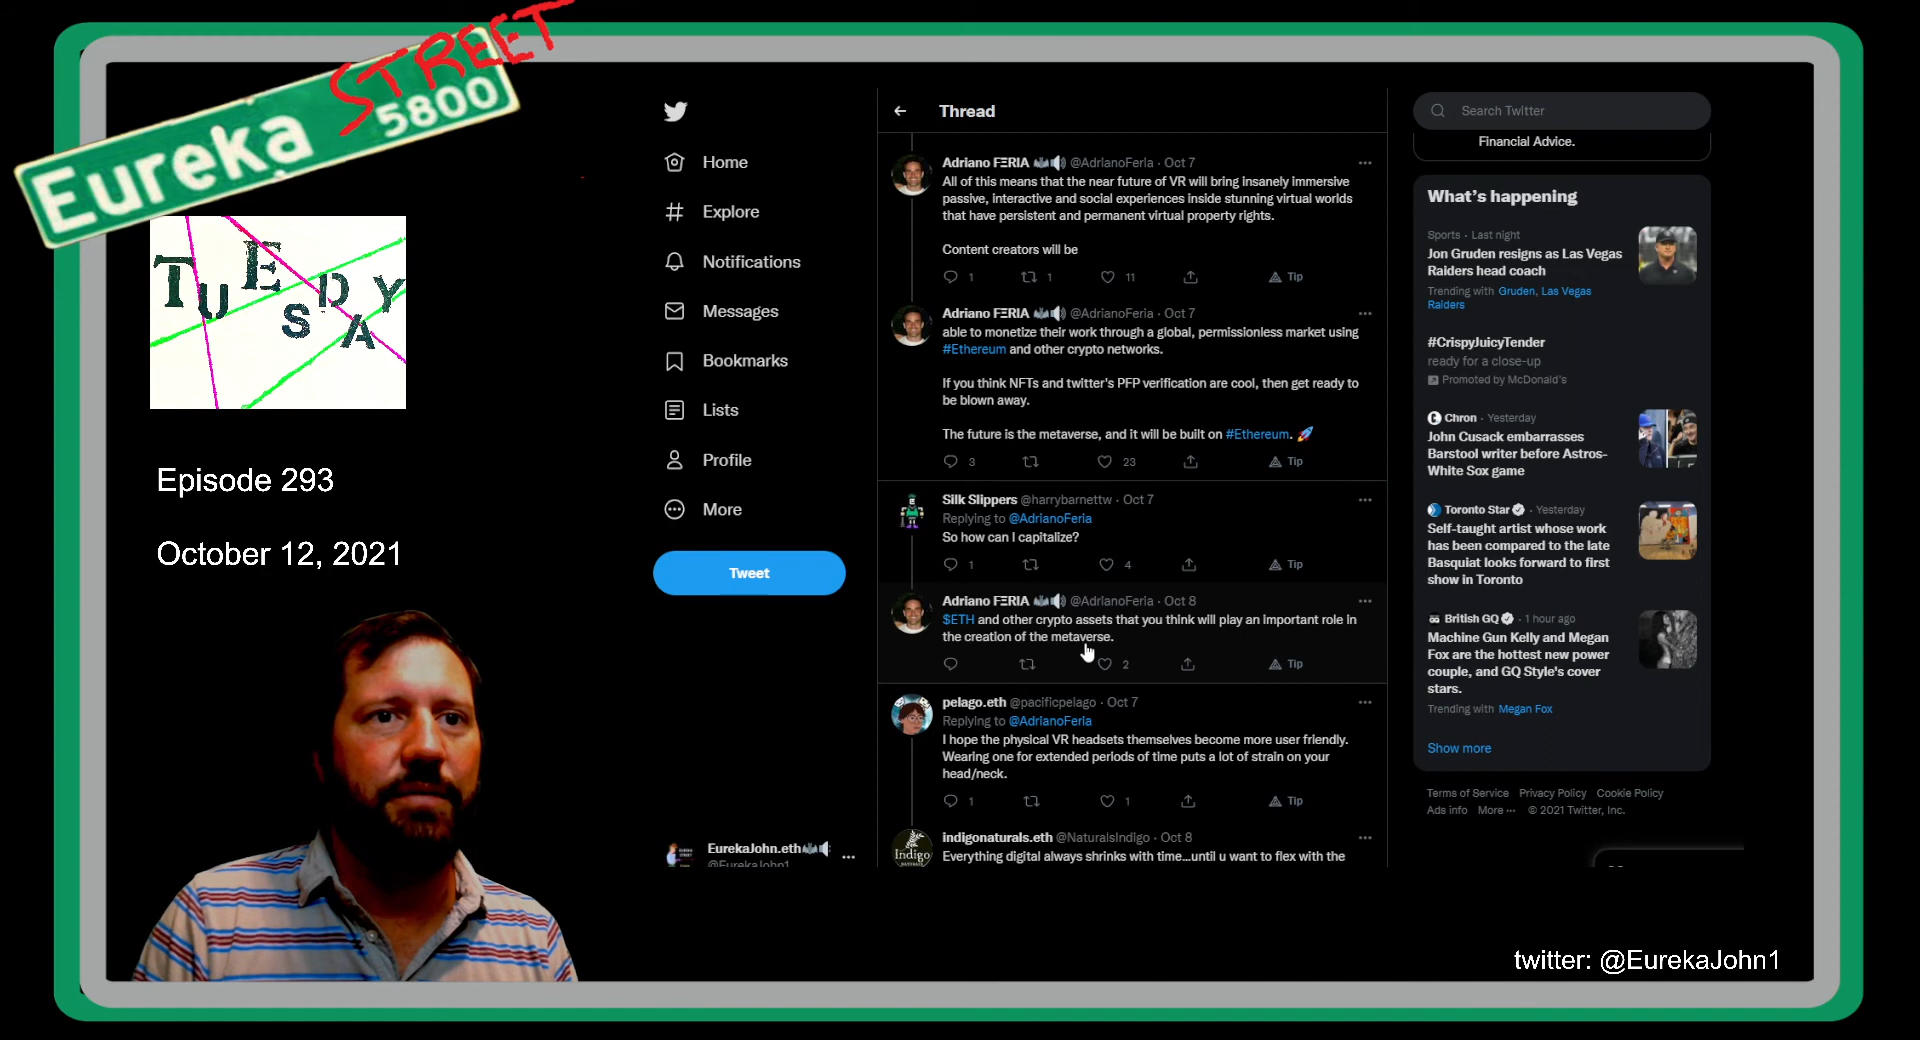 Eureka STREET
5800
TUESDAY
Episode 293
October 12, 2021
Home
Explore
Notifications
Messages
Bookmarks
Lists
Profile
More
Tweet
EurekaJohn.eth
@EurekaJohn1
Thread
Adriano FΞRIA @AdrianoFeria · Oct 7
All of this means that the near future of VR will bring insanely immersive
passive, interactive and social experiences inside stunning virtual worlds
that have persistent and permanent virtual property rights.
Content creators will be
1 1 11 Tip
Adriano FΞRIA @AdrianoFeria · Oct 7
able to monetize their work through a global, permissionless market using
#Ethereum and other crypto networks.
If you think NFTs and twitter's PFP verification are cool, then get ready to
be blown away.
The future is the metaverse, and it will be built on #Ethereum. 🚀
3 23 Tip
Silk Slippers @harrybarnettw · Oct 7
Replying to @AdrianoFeria
So how can I capitalize?
1 4 Tip
Adriano FΞRIA @AdrianoFeria · Oct 8
$ETH and other crypto assets that you think will play an important role in
the creation of the metaverse.
2 Tip
pelago.eth @pacificpelago · Oct 7
Replying to @AdrianoFeria
I hope the physical VR headsets themselves become more user friendly.
Wearing one for extended periods of time puts a lot of strain on your
head/neck.
1 1 Tip
Indigo
indigonaturals.eth @NaturalsIndigo · Oct 8
Everything digital always shrinks with time...until u want to flex with the
Search Twitter
Financial Advice.
What's happening
Sports · Last night
Jon Gruden resigns as Las Vegas
Raiders head coach
Trending with Gruden, Las Vegas
Raiders
#CrispyJuicyTender
ready for a close-up
Promoted by McDonald's
Chron · Yesterday
John Cusack embarrasses
Barstool writer before Astros-
White Sox game
Toronto Star · Yesterday
Self-taught artist whose work
has been compared to the late
Basquiat looks forward to first
show in Toronto
British GQ · 1 hour ago
Machine Gun Kelly and Megan
Fox are the hottest new power
couple, and GQ Style's cover
stars.
Trending with Megan Fox
Show more
Terms of Service Privacy Policy Cookie Policy
Ads info More ··· © 2021 Twitter, Inc.
twitter: @EurekaJohn1